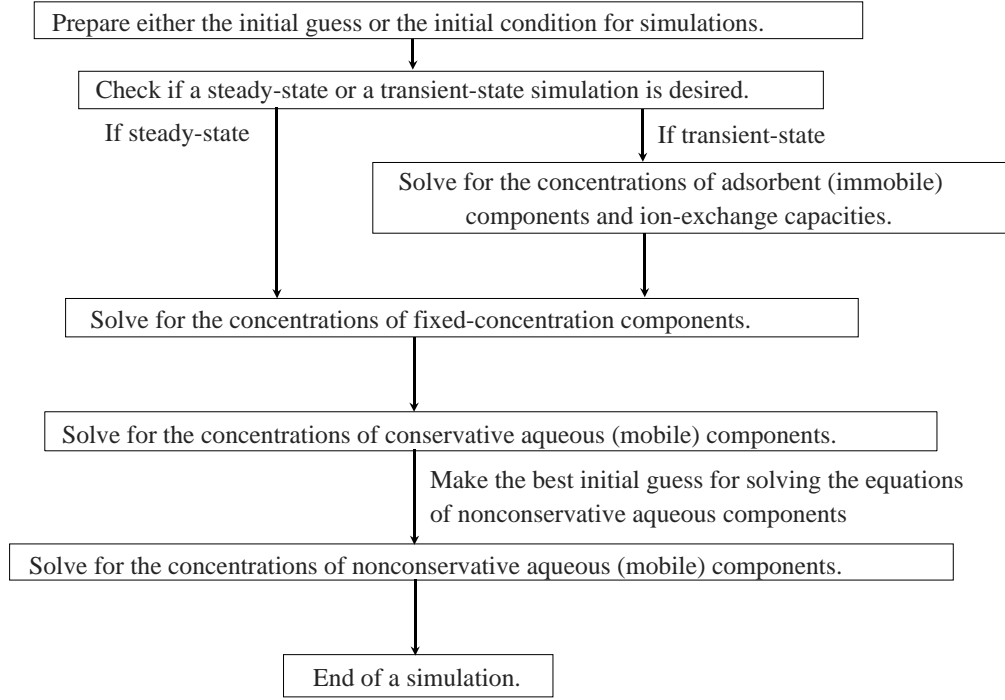 Prepare either the initial guess or the initial condition for simulations.
Check if a steady-state or a transient-state simulation is desired.
If steady-state
If transient-state
Solve for the concentrations of adsorbent (immobile)
components and ion-exchange capacities.
Solve for the concentrations of fixed-concentration components.
Solve for the concentrations of conservative aqueous (mobile) components.
Make the best initial guess for solving the equations
of nonconservative aqueous components
Solve for the concentrations of nonconservative aqueous (mobile) components.
End of a simulation.